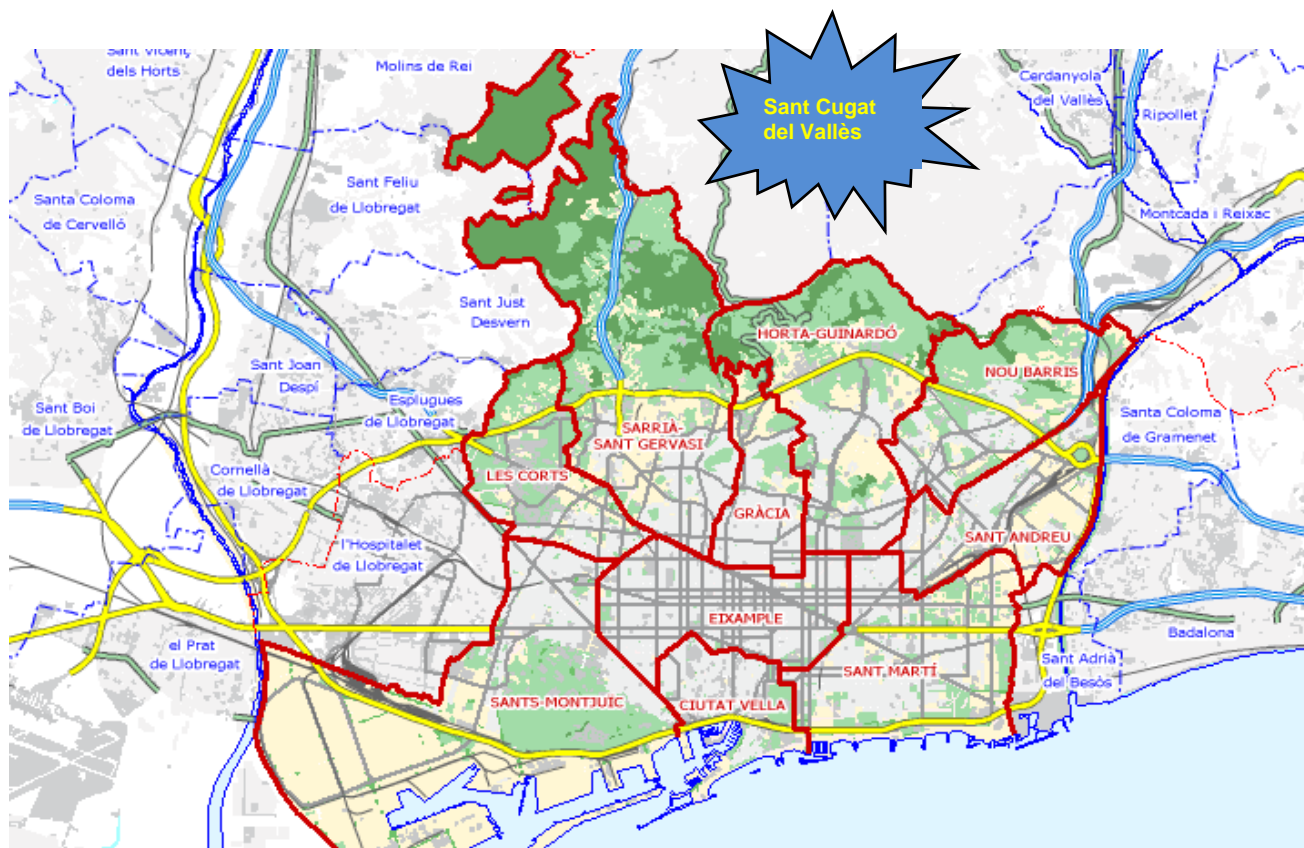 Sant Vicenç
dels Horts
Molins de Rei
Sant Cugat
del Vallès
Cerdanyola
del Vallès
Ripollet
Santa Coloma
de Cervelló
Sant Feliu
de Llobregat
Montcada i Reixac
Sant Just
Desvern
HORTA-GUINARDÓ
Sant Joan
Despí
NOU BARRIS
Sant Boi
de Llobregat
Esplugues
de Llobregat
Santa Coloma
de Gramenet
SARRIÀ-
SANT GERVASI
Cornellà
de Llobregat
LES CORTS
GRÀCIA
l'Hospitalet
de Llobregat
SANT ANDREU
EIXAMPLE
el Prat
de Llobregat
Badalona
SANT MARTÍ
Sant Adrià
del Besòs
SANTS-MONTJUIC
CIUTAT VELLA